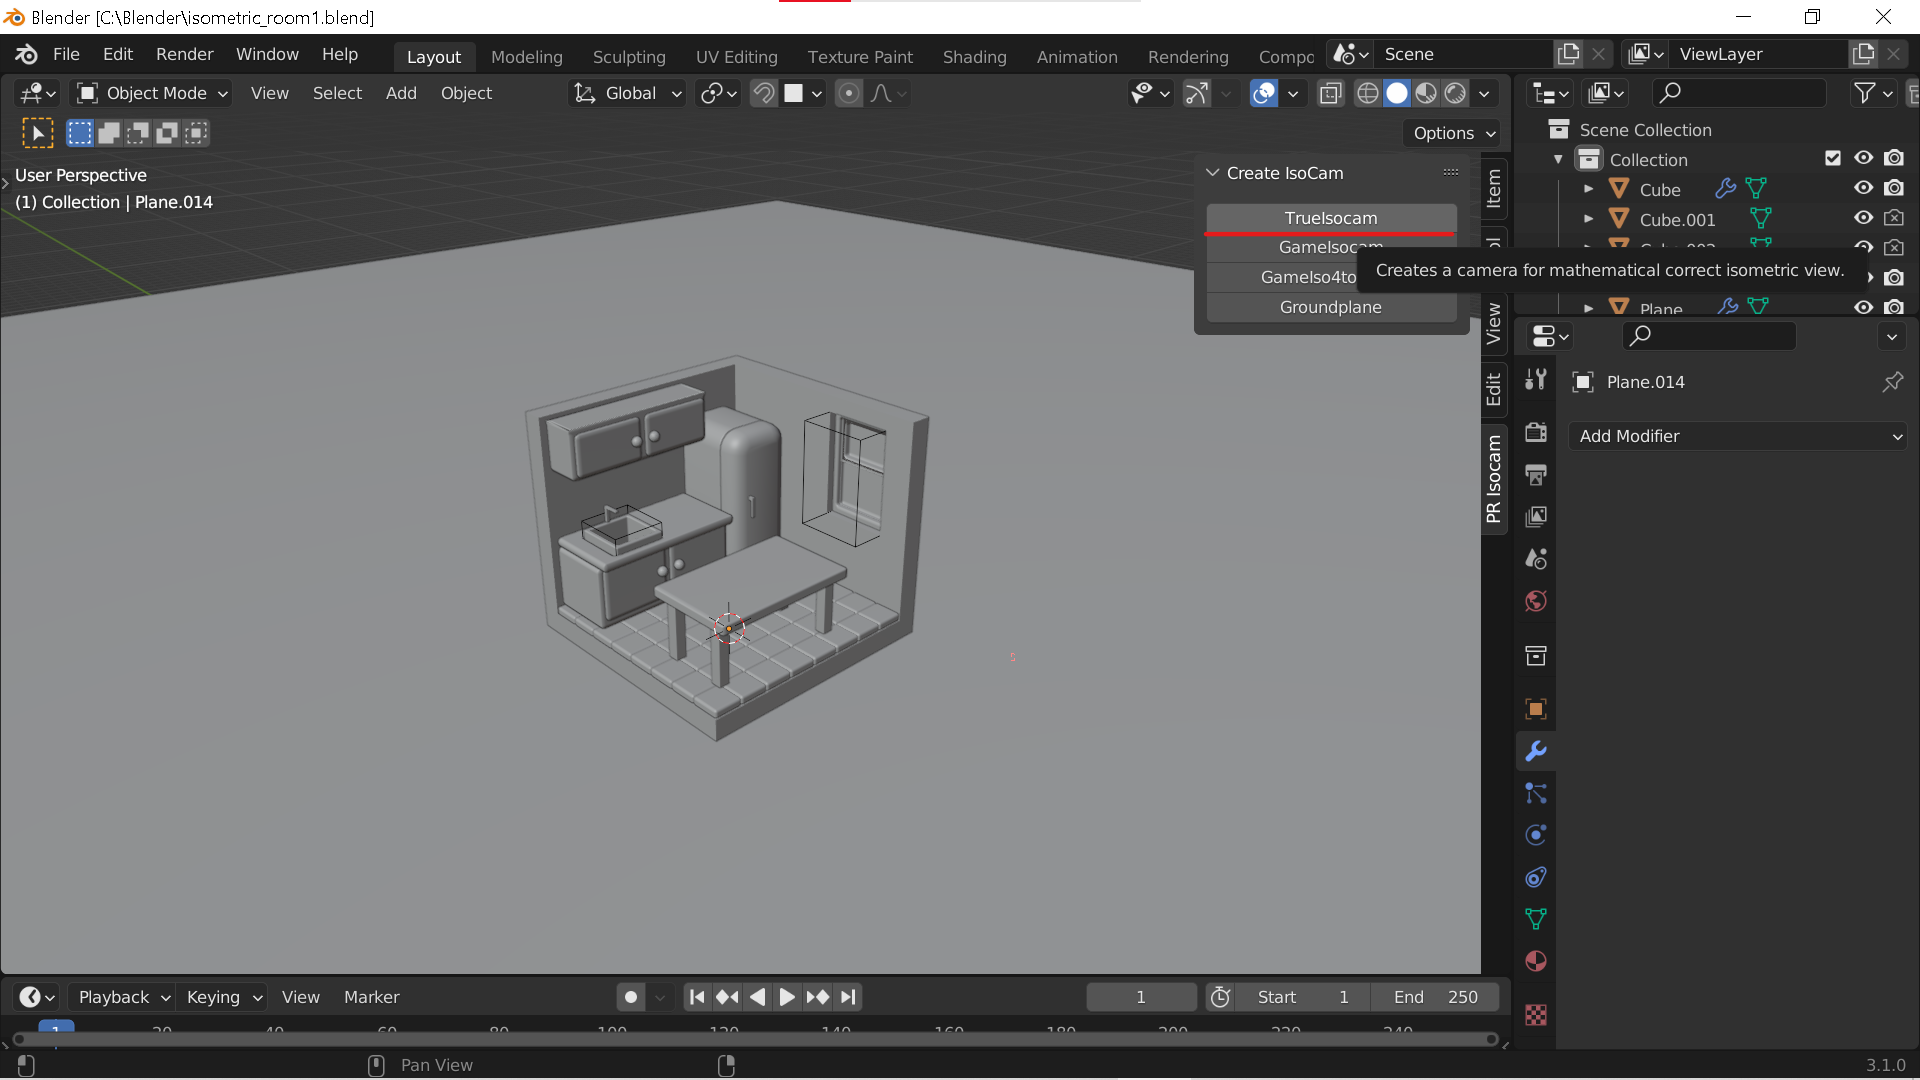 Blender [C:\Blender\isometric_room1.blend]
File Edit Render Window Help Layout Modeling Sculpting UV Editing Texture Paint Shading Animation Rendering Compo Scene ViewLayer
Object Mode View Select Add Object Global
Options
User Perspective
(1) Collection | Plane.014
Create IsoCam
TrueIsocam
GameIsocam
GameIso4to
Groundplane
Creates a camera for mathematical correct isometric view.
Item
View
Edit
PR Isocam
Scene Collection
Collection
Cube
Cube.001
Plane
Plane.014
Add Modifier
Playback Keying View Marker 1 Start 1 End 250
1 20 40 60 80 100 120 140 160 180 200 220 240
Pan View 3.1.0